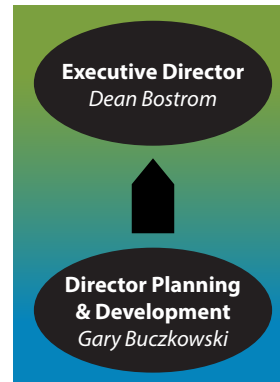 Executive Director
Dean Bostrom
Director Planning
& Development
Gary Buczkowski